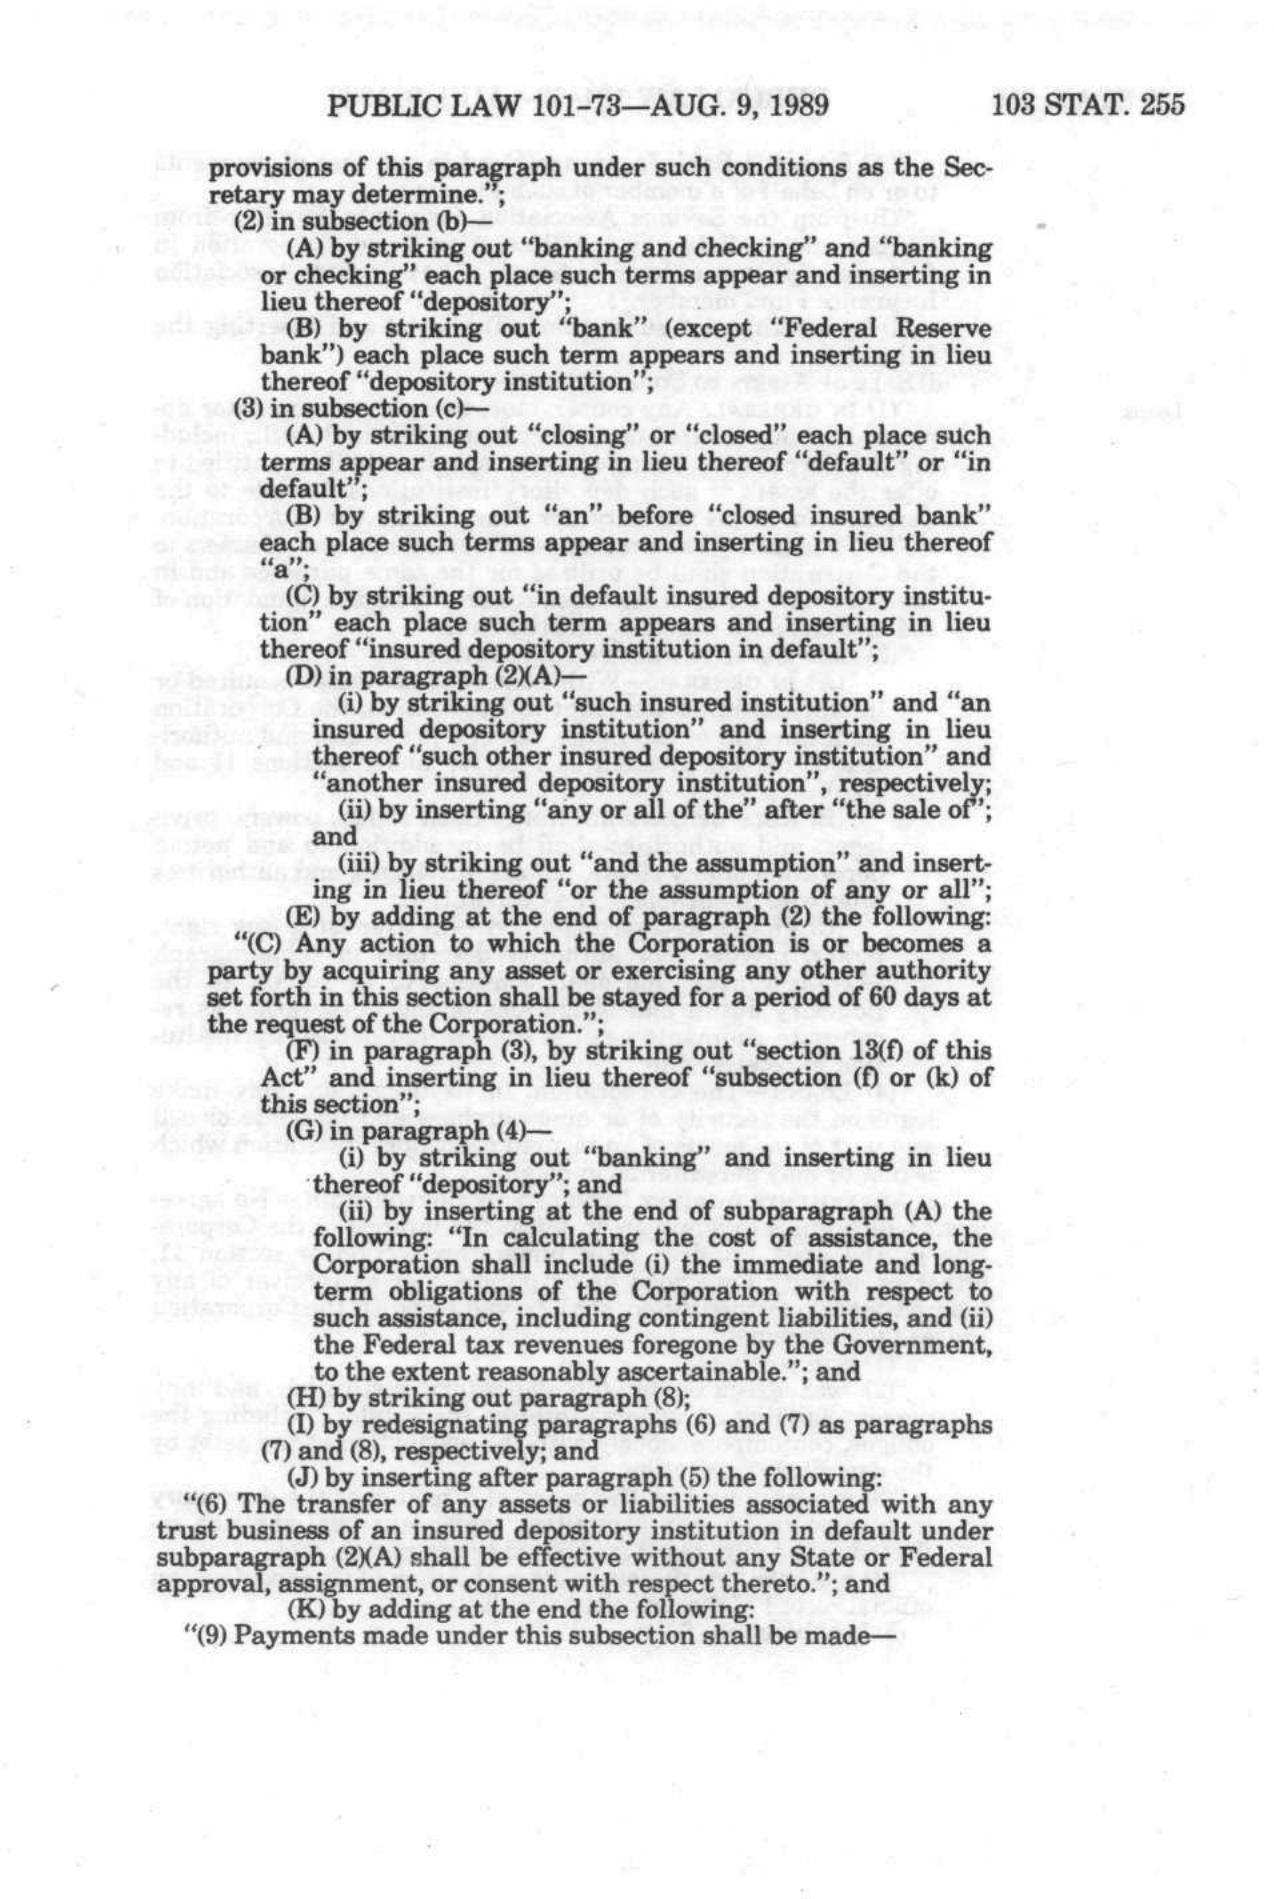 PUBLIC LAW 101–73—AUG. 9, 1989 103 STAT. 255
provisions of this paragraph under such conditions as the Sec-
retary may determine.”;
(2) in subsection (b)—
(A) by striking out “banking and checking” and “banking
or checking” each place such terms appear and inserting in
lieu thereof “depository”;
(B) by striking out “bank” (except “Federal Reserve
bank”) each place such term appears and inserting in lieu
thereof “depository institution”;
(3) in subsection (c)—
(A) by striking out “closing” or “closed” each place such
terms appear and inserting in lieu thereof “default” or “in
default”;
(B) by striking out “an” before “closed insured bank”
each place such terms appear and inserting in lieu thereof
“a”;
(C) by striking out “in default insured depository institu-
tion” each place such term appears and inserting in lieu
thereof “insured depository institution in default”;
(D) in paragraph (2)(A)—
(i) by striking out “such insured institution” and “an
insured depository institution” and inserting in lieu
thereof “such other insured depository institution” and
“another insured depository institution”, respectively;
(ii) by inserting “any or all of the” after “the sale of”;
and
(iii) by striking out “and the assumption” and insert-
ing in lieu thereof “or the assumption of any or all”;
(E) by adding at the end of paragraph (2) the following:
“(C) Any action to which the Corporation is or becomes a
party by acquiring any asset or exercising any other authority
set forth in this section shall be stayed for a period of 60 days at
the request of the Corporation.”;
(F) in paragraph (3), by striking out “section 13(f) of this
Act” and inserting in lieu thereof “subsection (f) or (k) of
this section”;
(G) in paragraph (4)—
(i) by striking out “banking” and inserting in lieu
thereof “depository”; and
(ii) by inserting at the end of subparagraph (A) the
following: “In calculating the cost of assistance, the
Corporation shall include (i) the immediate and long-
term obligations of the Corporation with respect to
such assistance, including contingent liabilities, and (ii)
the Federal tax revenues foregone by the Government,
to the extent reasonably ascertainable.”; and
(H) by striking out paragraph (8);
(I) by redesignating paragraphs (6) and (7) as paragraphs
(7) and (8), respectively; and
(J) by inserting after paragraph (5) the following:
“(6) The transfer of any assets or liabilities associated with any
trust business of an insured depository institution in default under
subparagraph (2)(A) shall be effective without any State or Federal
approval, assignment, or consent with respect thereto.”; and
(K) by adding at the end the following:
“(9) Payments made under this subsection shall be made—